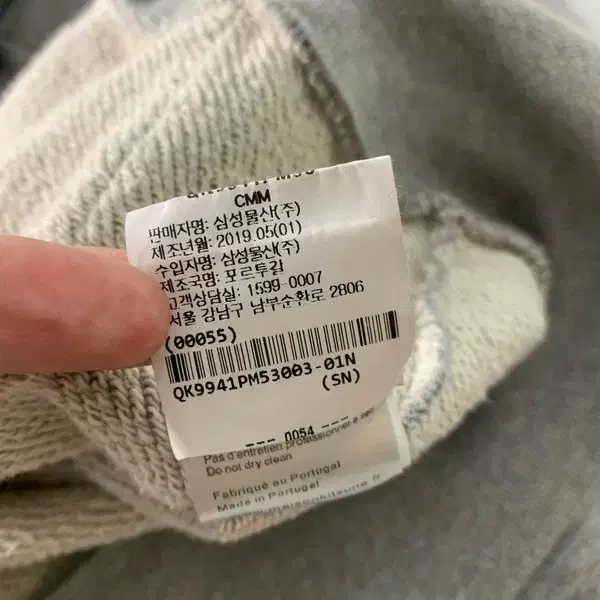 CMM
판매자명: 삼성물산(주)
제조년월: 2019.05(01)
수입자명: 삼성물산(주)
제조국명: 포르투갈
고객상담실: 1599-0007
서울 강남구 남부순환로 2806
(00055)
QK9941PM53003-01N
(SN)
--- 0054 ---
Pas d'entretien professionnel à sec
Do not dry clean
Fabriqué au Portugal
Made in Portugal
www.maisonkitsune.fr